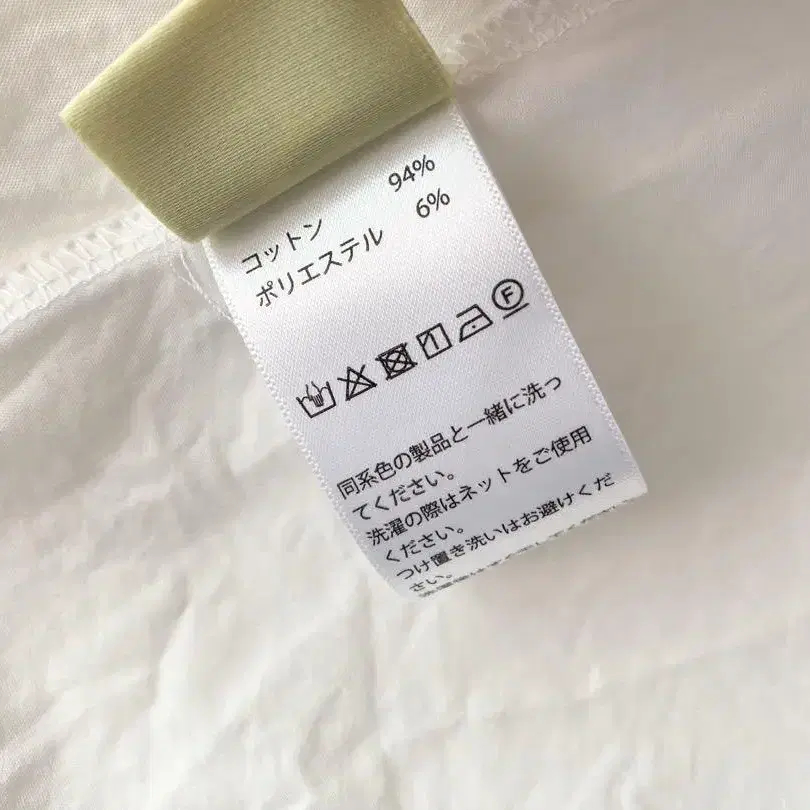 コットン 94%
ポリエステル 6%
F
同系色の製品と一緒に洗っ
てください。
洗濯の際はネットをご使用
ください。
つけ置き洗いはお避けくだ
さい。